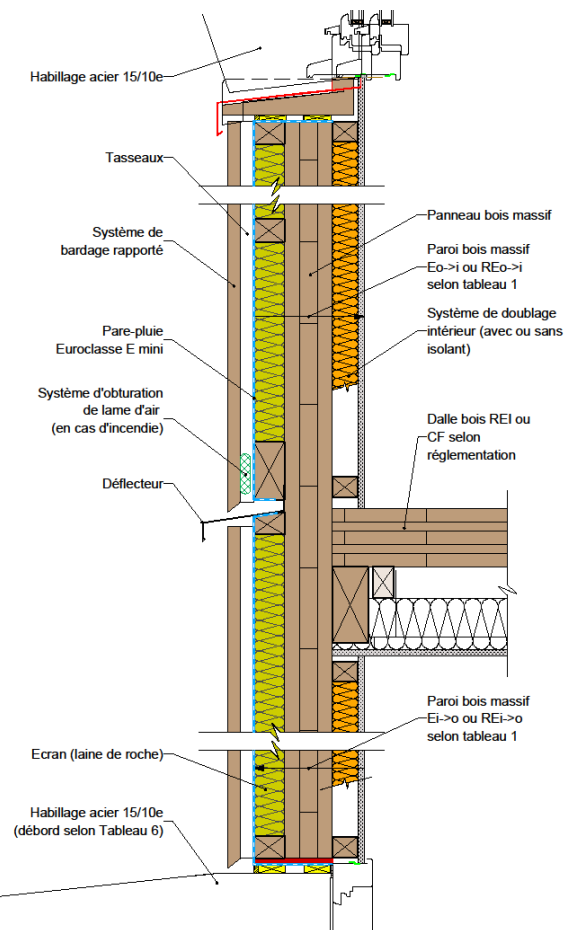 Habillage acier 15/10e
Tasseaux
Système de
bardage rapporté
Pare-pluie
Euroclasse E mini
Système d'obturation
de lame d'air
(en cas d'incendie)
Déflecteur
Ecran (laine de roche)
Habillage acier 15/10e
(débord selon Tableau 6)
Panneau bois massif
Paroi bois massif
Eo->i ou REo->i
selon tableau 1
Système de doublage
intérieur (avec ou sans
isolant)
Dalle bois REI ou
CF selon
réglementation
Paroi bois massif
Ei->o ou REi->o
selon tableau 1